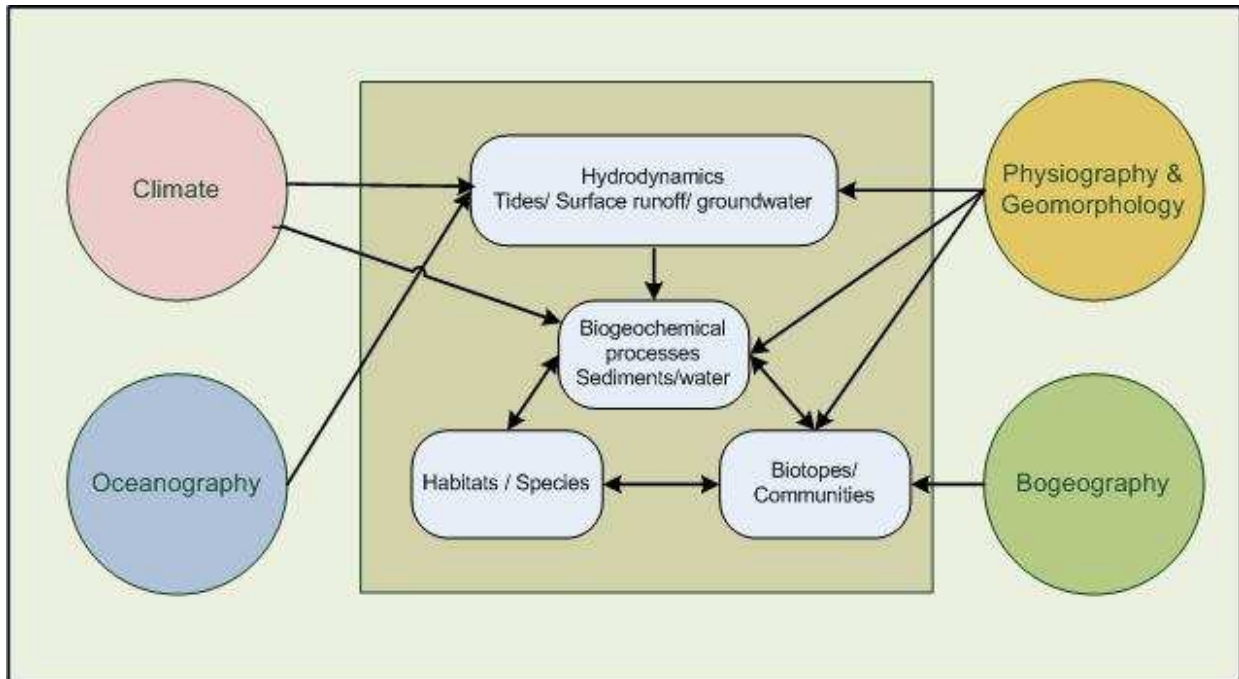 Climate
Hydrodynamics
Tides/ Surface runoff/ groundwater
Physiography &
Geomorphology
Biogeochemical
processes
Sediments/water
Oceanography
Habitats / Species
Biotopes/
Communities
Bogeography